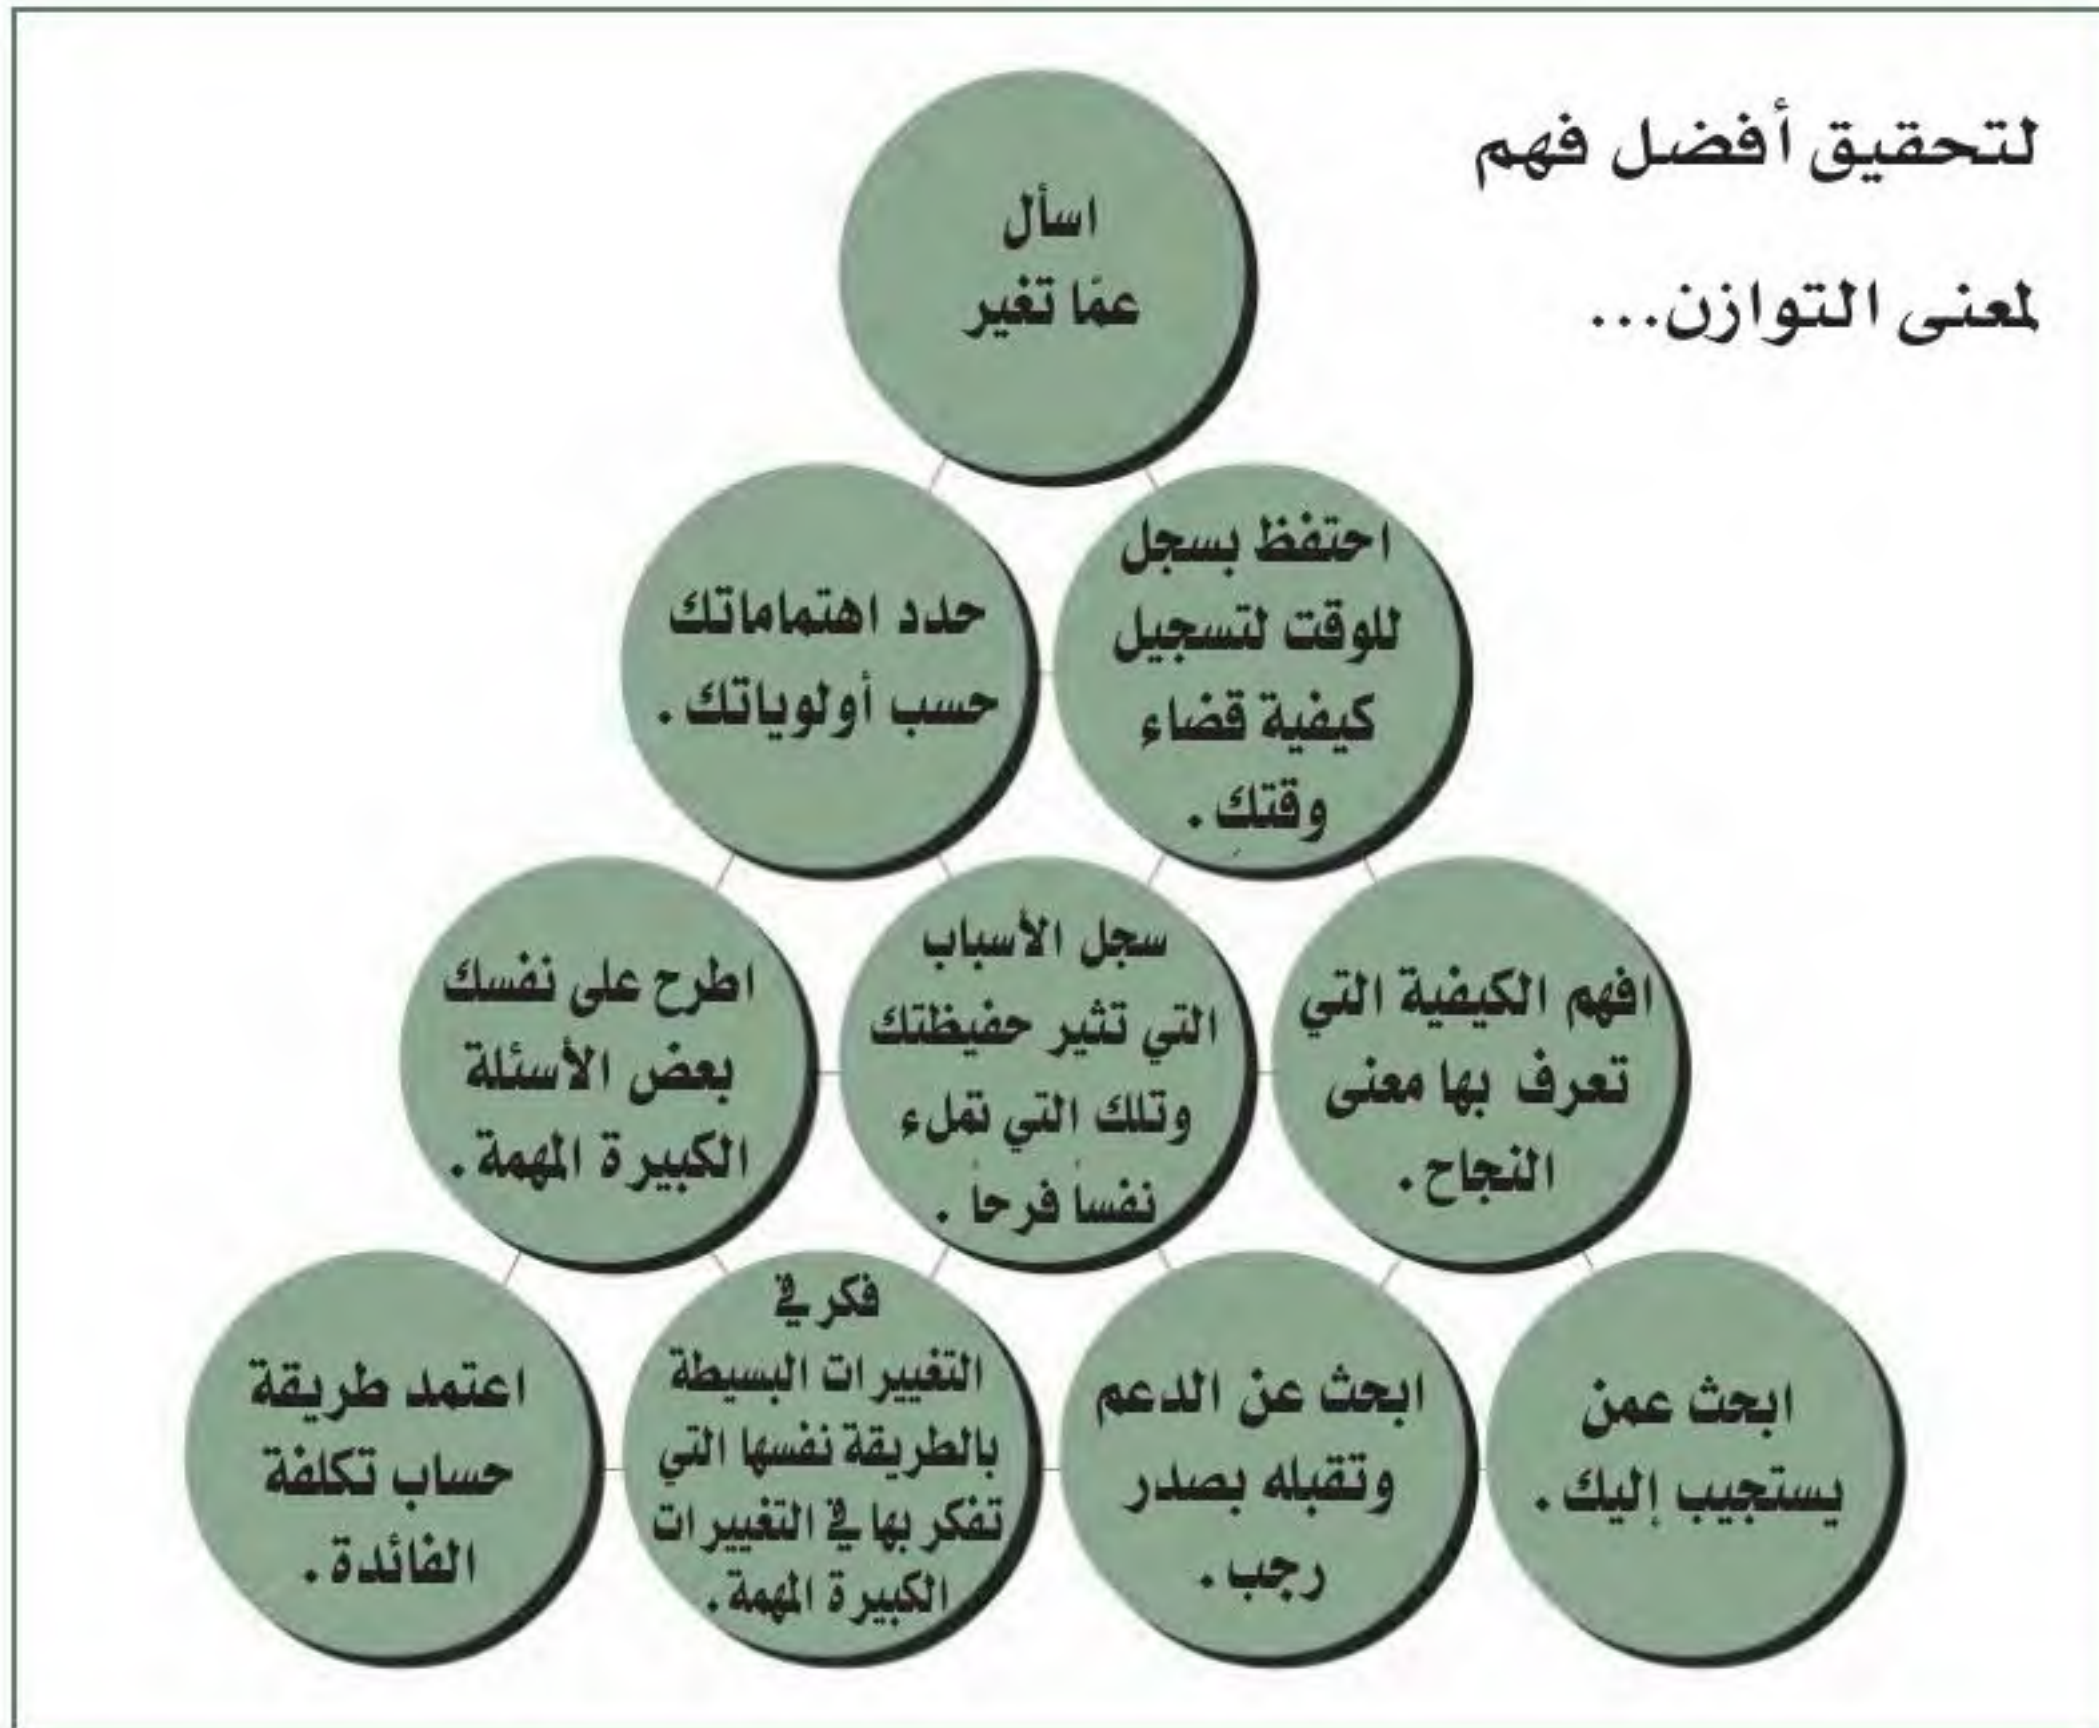 لتحقيق أفضل فهم
لمعنى التوازن...
اسأل
عمّا تغير
احتفظ بسجل
للوقت لتسجيل
كيفية قضاء
وقتك.
حدد اهتماماتك
حسب أولوياتك.
افهم الكيفية التي
تعرف بها معنى
النجاح.
سجل الأسباب
التي تثير حفيظتك
وتلك التي تملء
نفساً فرحاً.
اطرح على نفسك
بعض الأسئلة
الكبيرة المهمة.
ابحث عمن
يستجيب إليك.
ابحث عن الدعم
وتقبله بصدر
رجب.
فكر في
التغييرات البسيطة
بالطريقة نفسها التي
تفكر بها في التغييرات
الكبيرة المهمة.
اعتمد طريقة
حساب تكلفة
الفائدة.